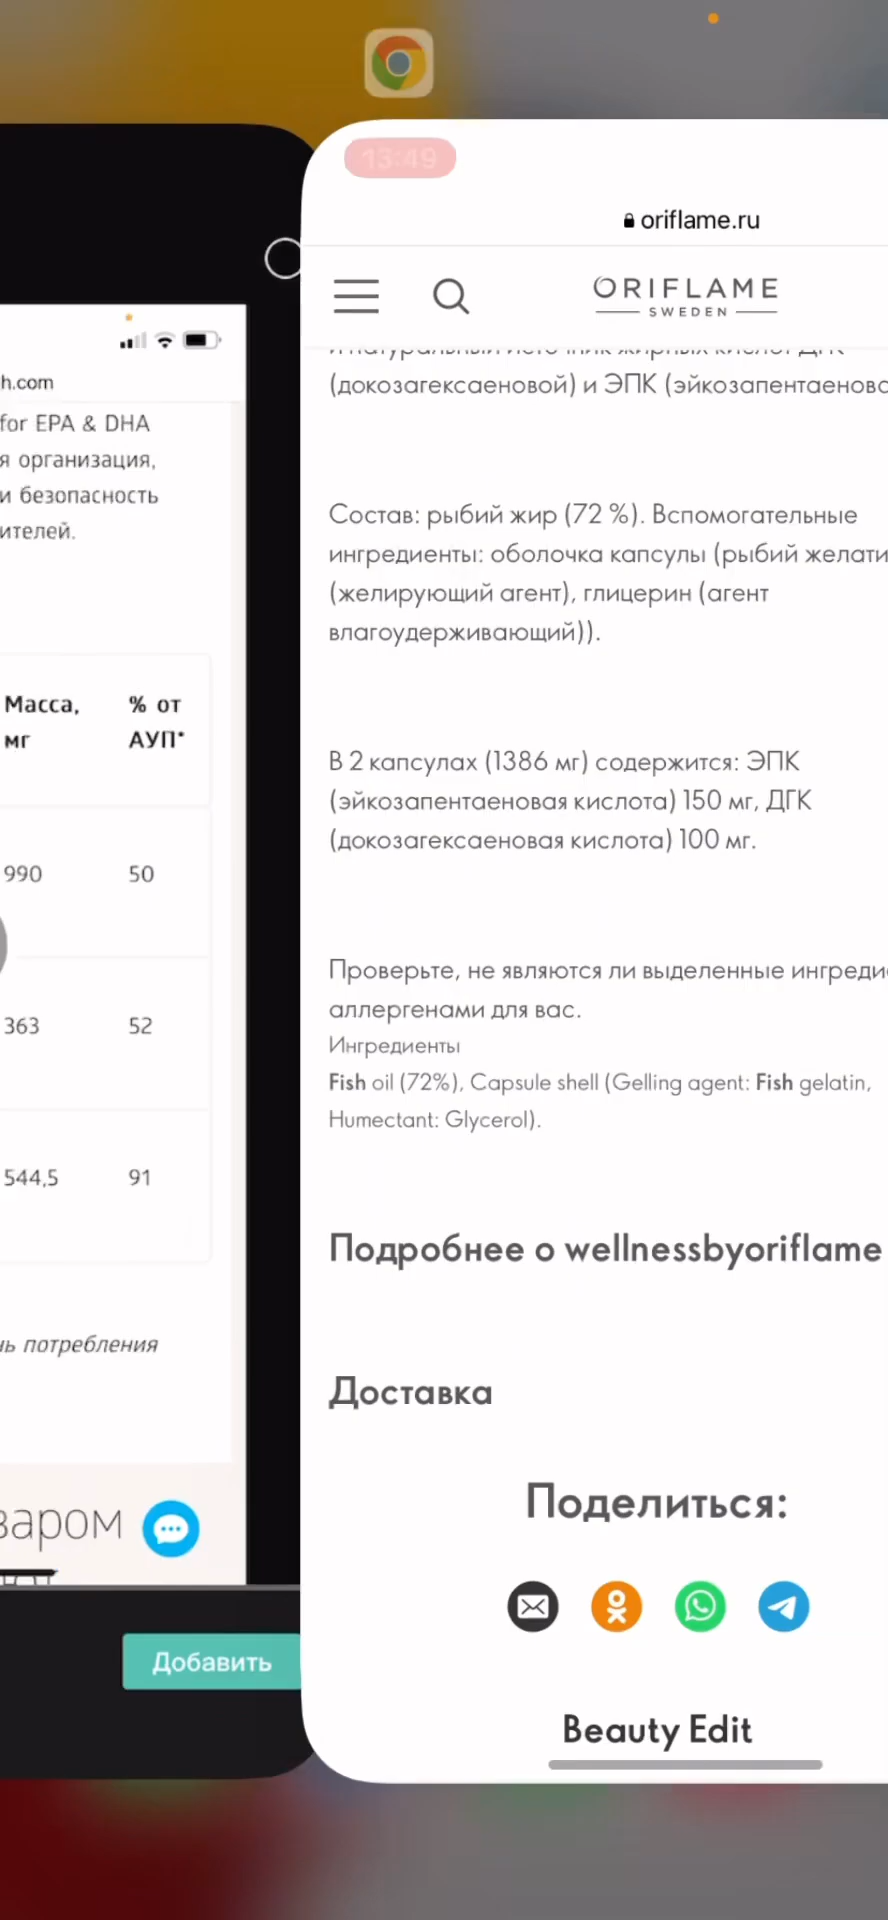 h.com
for EPA & DHA
я организация,
и безопасность
ителей.
Масса, % от
мг АУП*
990 50
363 52
544,5 91
нь потребления
варом
Добавить
13:49
oriflame.ru
ORIFLAME
SWEDEN
(докозагексаеновой) и ЭПК (эйкозапентаеново
Состав: рыбий жир (72 %). Вспомогательные
ингредиенты: оболочка капсулы (рыбий желати
(желирующий агент), глицерин (агент
влагоудерживающий)).
В 2 капсулах (1386 мг) содержится: ЭПК
(эйкозапентаеновая кислота) 150 мг, ДГК
(докозагексаеновая кислота) 100 мг.
Проверьте, не являются ли выделенные ингреди
аллергенами для вас.
Ингредиенты
Fish oil (72%), Capsule shell (Gelling agent: Fish gelatin,
Humectant: Glycerol).
Подробнее о wellnessbyoriflame
Доставка
Поделиться:
Beauty Edit